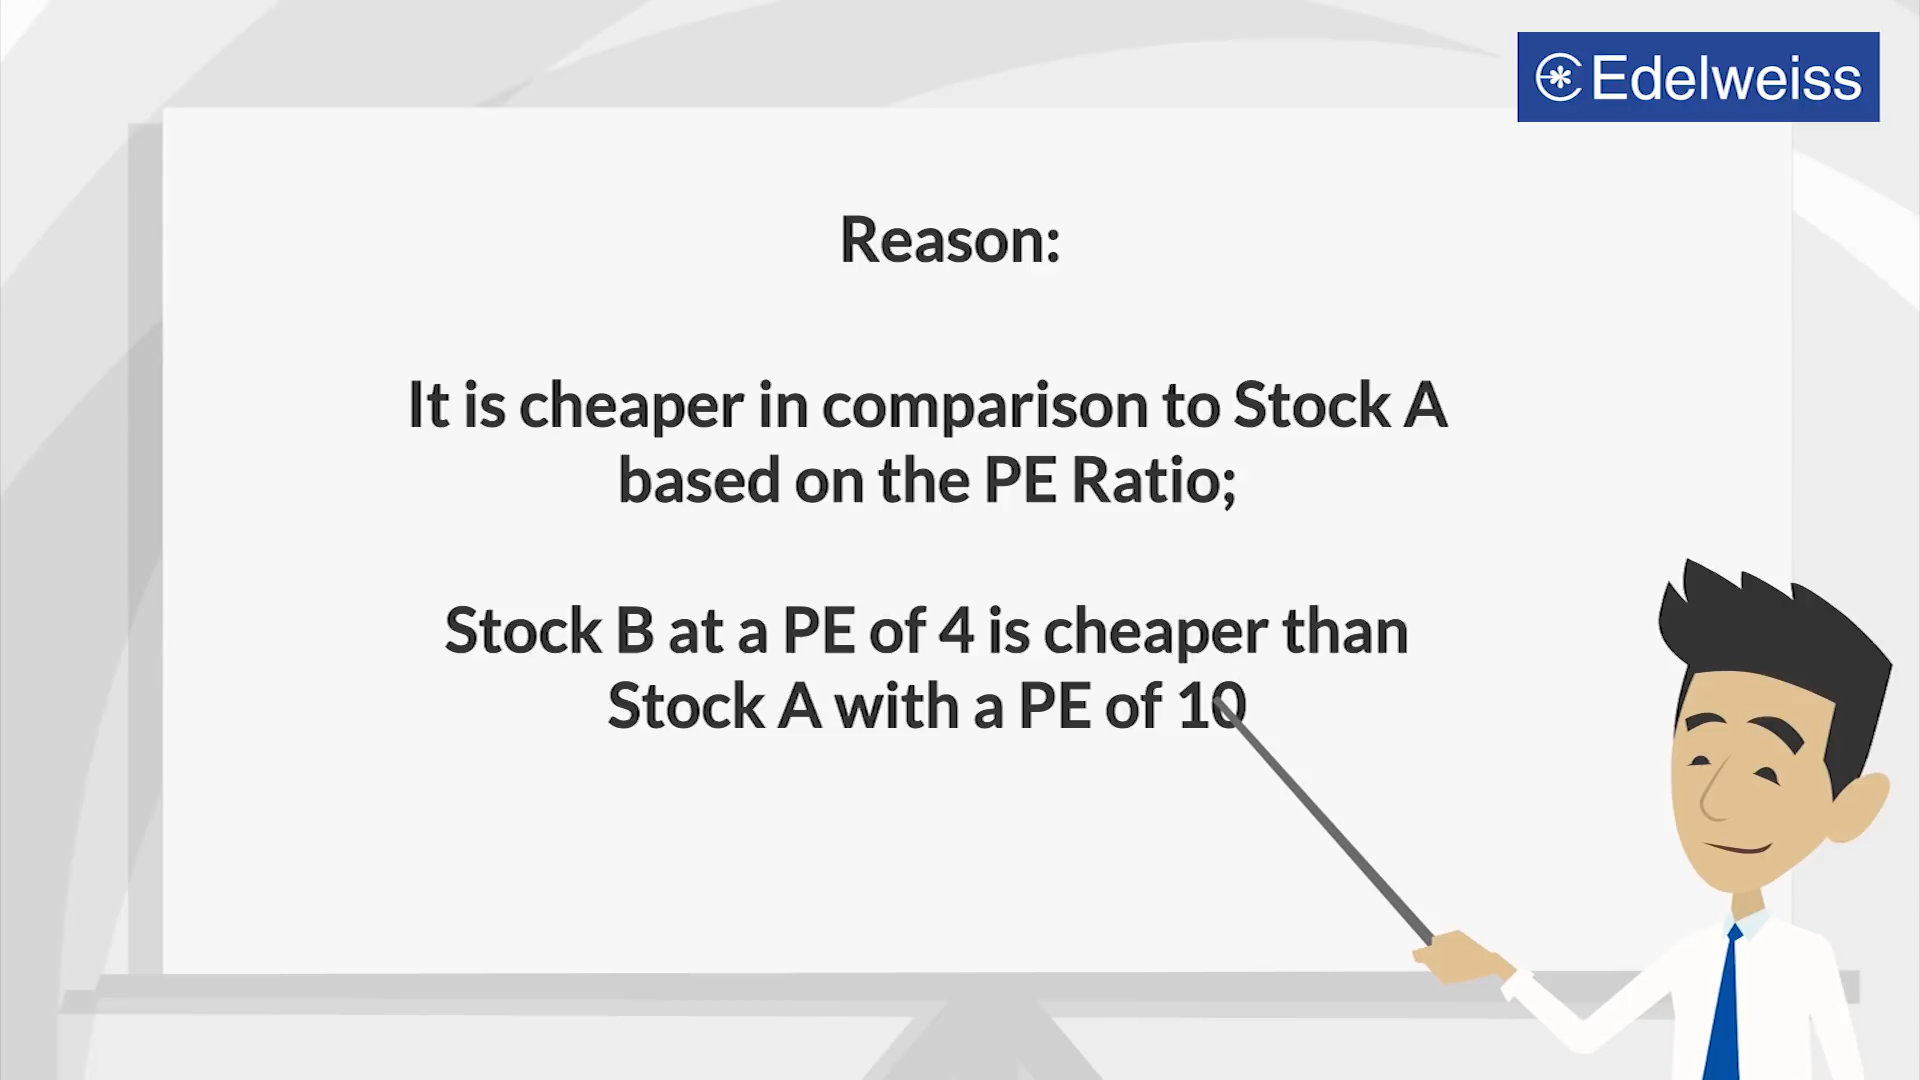 Edelweiss
Reason:
It is cheaper in comparison to Stock A
based on the PE Ratio;
Stock B at a PE of 4 is cheaper than
Stock A with a PE of 10